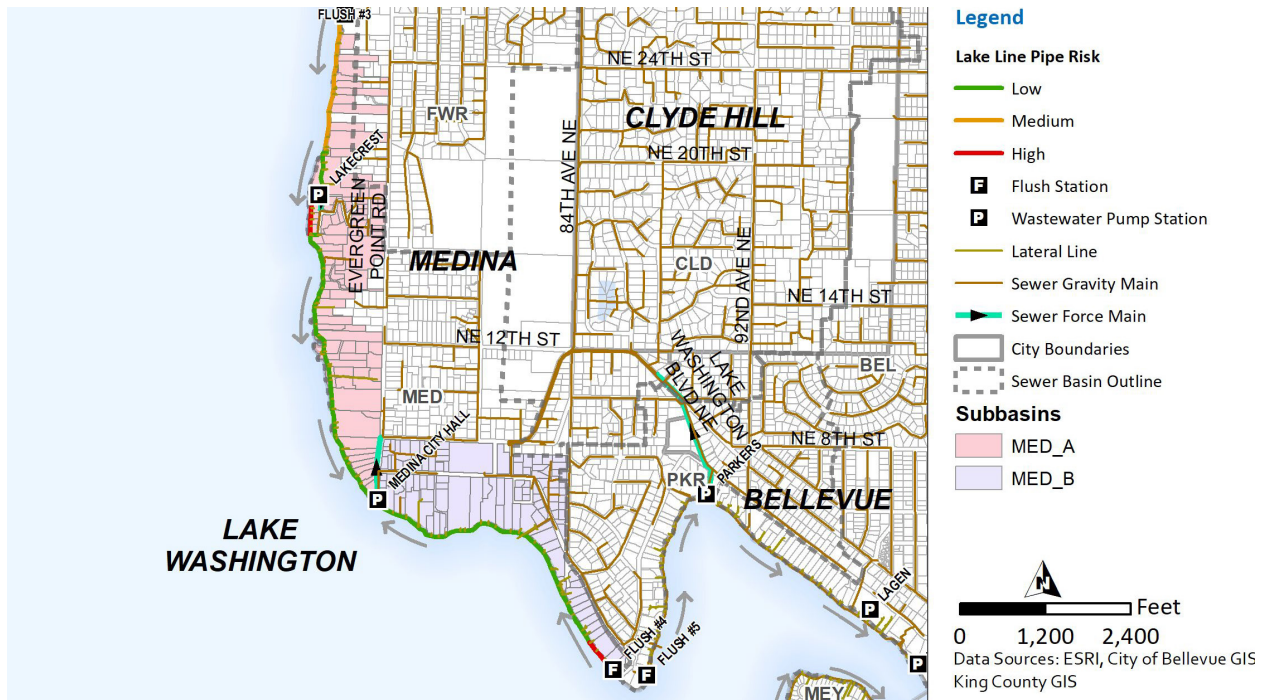 FLUSH #3
NE 24TH ST
FWR
CLYDE HILL
84TH AVE NE
NE 20TH ST
LAKECREST
P
EVERGREEN
POINT RD
MEDINA
CLD
92ND AVE NE
NE 14TH ST
NE 12TH ST
LAKE
WASHINGTON
BLVD NE
BEL
MED
MEDINA CITY HALL
P
NE 8TH ST
PARKERS
PKR
P
BELLEVUE
LAKE
WASHINGTON
LAGEN
P
FLUSH #4
F
FLUSH #5
F
P
MEY
Legend
Lake Line Pipe Risk
Low
Medium
High
F Flush Station
P Wastewater Pump Station
Lateral Line
Sewer Gravity Main
Sewer Force Main
City Boundaries
Sewer Basin Outline
Subbasins
MED_A
MED_B
N
Feet
0 1,200 2,400
Data Sources: ESRI, City of Bellevue GIS
King County GIS